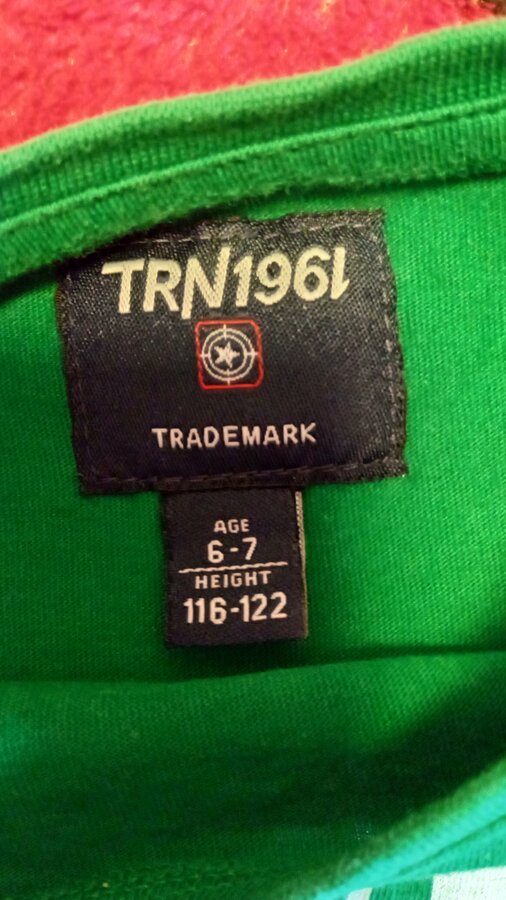 TRN1961
TRADEMARK
AGE
6-7
HEIGHT
116-122